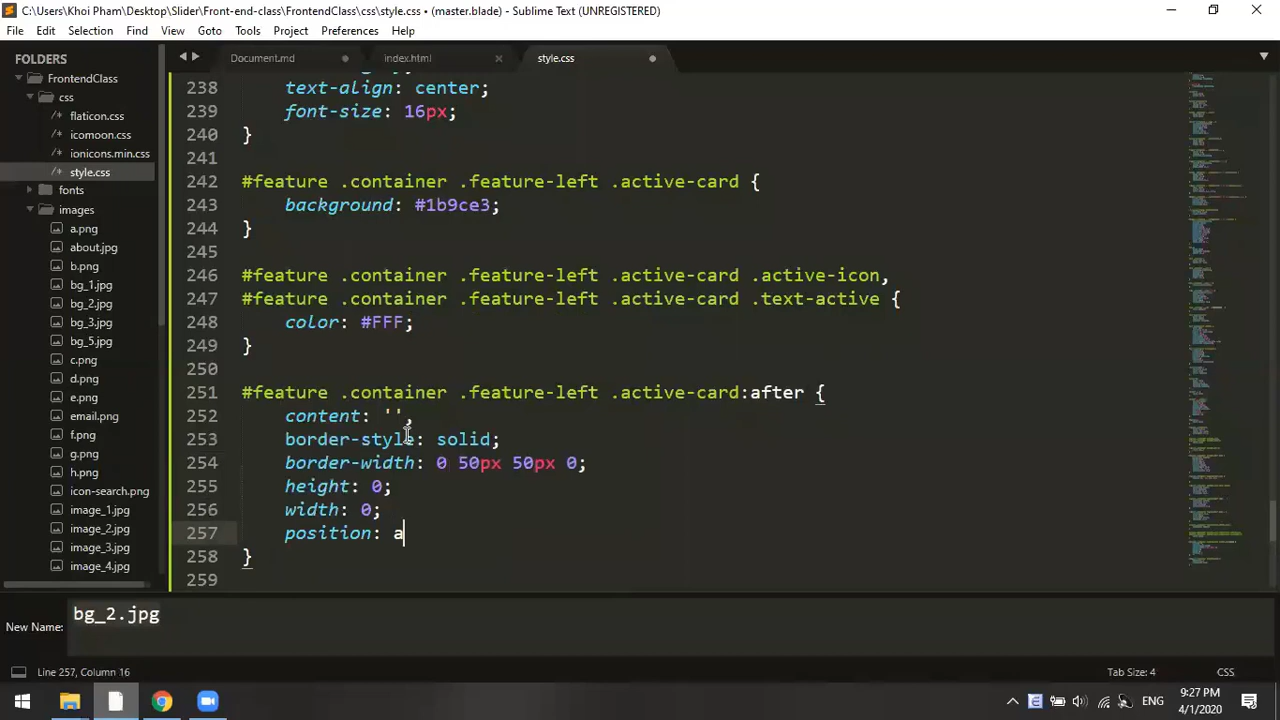 C:\Users\Khoi Pham\Desktop\Slider\Front-end-class\FrontendClass\css\style.css • (master.blade) - Sublime Text (UNREGISTERED)
File Edit Selection Find View Goto Tools Project Preferences Help
FOLDERS
FrontendClass
css
/* flaticon.css
/* icomoon.css
/* ionicons.min.css
/* style.css
fonts
images
a.png
about.jpg
b.png
bg_1.jpg
bg_2.jpg
bg_3.jpg
bg_5.jpg
c.png
d.png
e.png
email.png
f.png
g.png
h.png
icon-search.png
image_1.jpg
image_2.jpg
image_3.jpg
image_4.jpg
Document.md index.html style.css
238 text-align: center;
239 font-size: 16px;
240 }
241
242 #feature .container .feature-left .active-card {
243 background: #1b9ce3;
244 }
245
246 #feature .container .feature-left .active-card .active-icon,
247 #feature .container .feature-left .active-card .text-active {
248 color: #FFF;
249 }
250
251 #feature .container .feature-left .active-card:after {
252 content: '';
253 border-style: solid;
254 border-width: 0 50px 50px 0;
255 height: 0;
256 width: 0;
257 position: a
258 }
259
New Name: bg_2.jpg
Line 257, Column 16 Tab Size: 4 CSS
ENG 9:27 PM
4/1/2020